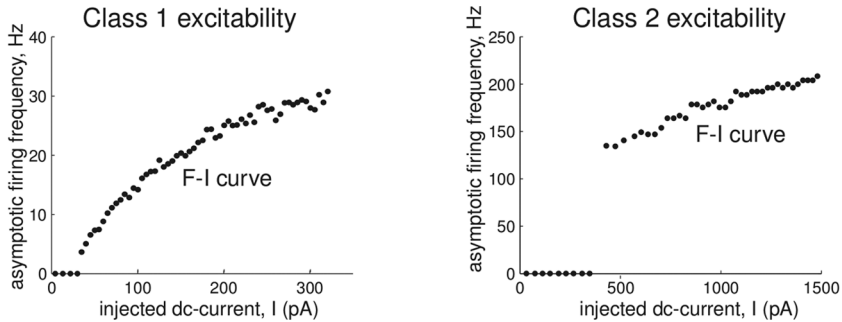 Class 1 excitability
asymptotic firing frequency, Hz
40
30
20
10
0
F-I curve
0 100 200 300
injected dc-current, I (pA)
Class 2 excitability
asymptotic firing frequency, Hz
250
200
150
100
50
0
F-I curve
0 500 1000 1500
injected dc-current, I (pA)